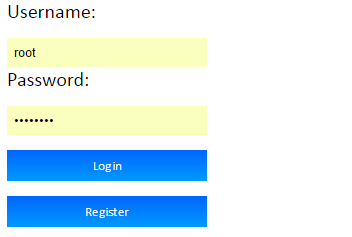 Username:
root
Password:
••••••••
Login
Register